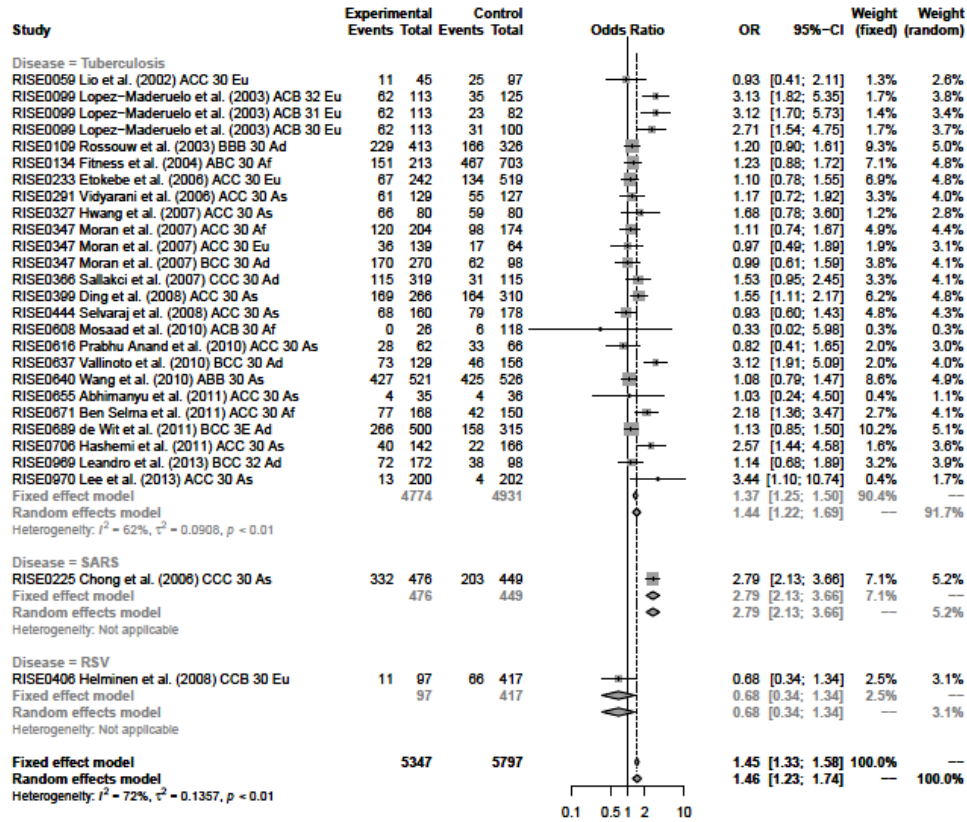 Experimental Control Weight Weight
Study Events Total Events Total Odds Ratio OR 95%-CI (fixed) (random)
Disease = Tuberculosis
RISE0059 Lio et al. (2002) ACC 30 Eu 11 45 25 97 0.93 [0.41; 2.11] 1.3% 2.6%
RISE0099 Lopez-Maderuelo et al. (2003) ACB 32 Eu 62 113 35 125 3.13 [1.82; 5.35] 1.7% 3.8%
RISE0099 Lopez-Maderuelo et al. (2003) ACB 31 Eu 62 113 23 82 3.12 [1.70; 5.73] 1.4% 3.4%
RISE0099 Lopez-Maderuelo et al. (2003) ACB 30 Eu 62 113 31 100 2.71 [1.54; 4.75] 1.7% 3.7%
RISE0109 Rossouw et al. (2003) BBB 30 Ad 229 413 166 326 1.20 [0.90; 1.61] 9.3% 5.0%
RISE0134 Fitness et al. (2004) ABC 30 Af 151 213 467 703 1.23 [0.88; 1.72] 7.1% 4.8%
RISE0233 Etokebe et al. (2006) ACC 30 Eu 67 242 134 519 1.10 [0.78; 1.55] 6.9% 4.8%
RISE0291 Vidyarani et al. (2006) ACC 30 As 61 129 55 127 1.17 [0.72; 1.92] 3.3% 4.0%
RISE0327 Hwang et al. (2007) ACC 30 As 66 80 59 80 1.68 [0.78; 3.60] 1.2% 2.8%
RISE0347 Moran et al. (2007) ACC 30 Af 120 204 98 174 1.11 [0.74; 1.67] 4.9% 4.4%
RISE0347 Moran et al. (2007) ACC 30 Eu 36 139 17 64 0.97 [0.49; 1.89] 1.9% 3.1%
RISE0347 Moran et al. (2007) BCC 30 Ad 170 270 62 98 0.99 [0.61; 1.59] 3.8% 4.1%
RISE0366 Sallakci et al. (2007) CCC 30 Ad 115 319 31 115 1.53 [0.95; 2.45] 3.2% 4.1%
RISE0399 Ding et al. (2008) ACC 30 As 169 266 164 310 1.55 [1.11; 2.17] 6.2% 4.8%
RISE0444 Selvaraj et al. (2008) ACC 30 As 68 160 79 178 0.93 [0.60; 1.43] 4.7% 4.3%
RISE0608 Mosaad et al. (2010) ACB 30 Af 0 26 6 118 0.33 [0.02; 5.98] 0.3% 0.3%
RISE0616 Prabhu Anand et al. (2010) ACC 30 As 28 62 33 66 0.82 [0.41; 1.65] 2.0% 3.0%
RISE0637 Vallinoto et al. (2010) BCC 30 Ad 73 129 46 156 3.12 [1.91; 5.09] 2.0% 4.0%
RISE0640 Wang et al. (2010) ABB 30 As 427 521 425 526 1.08 [0.79; 1.47] 8.6% 4.9%
RISE0655 Abhimanyu et al. (2011) ACC 30 As 4 35 4 36 1.03 [0.24; 4.50] 0.4% 1.1%
RISE0671 Ben Selma et al. (2011) ACC 30 Af 77 168 42 150 2.18 [1.36; 3.47] 2.7% 4.1%
RISE0689 de Wit et al. (2011) BCC 3E Ad 266 500 158 315 1.13 [0.85; 1.50] 10.2% 5.1%
RISE0706 Hashemi et al. (2011) ACC 30 As 40 142 22 166 2.57 [1.44; 4.58] 1.6% 3.6%
RISE0969 Leandro et al. (2013) BCC 32 Ad 72 172 38 98 1.14 [0.68; 1.89] 3.2% 3.9%
RISE0970 Lee et al. (2013) ACC 30 As 13 200 4 202 3.44 [1.10; 10.74] 0.4% 1.7%
Fixed effect model 4774 4931 1.37 [1.25; 1.50] 90.4% --
Random effects model 1.44 [1.22; 1.69] -- 91.7%
Heterogeneity: I² = 62%, τ² = 0.0908, p < 0.01
Disease = SARS
RISE0225 Chong et al. (2006) CCC 30 As 332 476 203 449 2.79 [2.13; 3.66] 7.1% 5.2%
Fixed effect model 476 449 2.79 [2.13; 3.66] 7.1% --
Random effects model 2.79 [2.13; 3.66] -- 5.2%
Heterogeneity: Not applicable
Disease = RSV
RISE0406 Helminen et al. (2008) CCB 30 Eu 11 97 66 417 0.68 [0.34; 1.34] 2.5% 3.1%
Fixed effect model 97 417 0.68 [0.34; 1.34] 2.5% --
Random effects model 0.68 [0.34; 1.34] -- 3.1%
Heterogeneity: Not applicable
Fixed effect model 5347 5797 1.45 [1.33; 1.58] 100.0% --
Random effects model 1.46 [1.23; 1.74] -- 100.0%
Heterogeneity: I² = 72%, τ² = 0.1357, p < 0.01
0.1 0.5 1 2 10